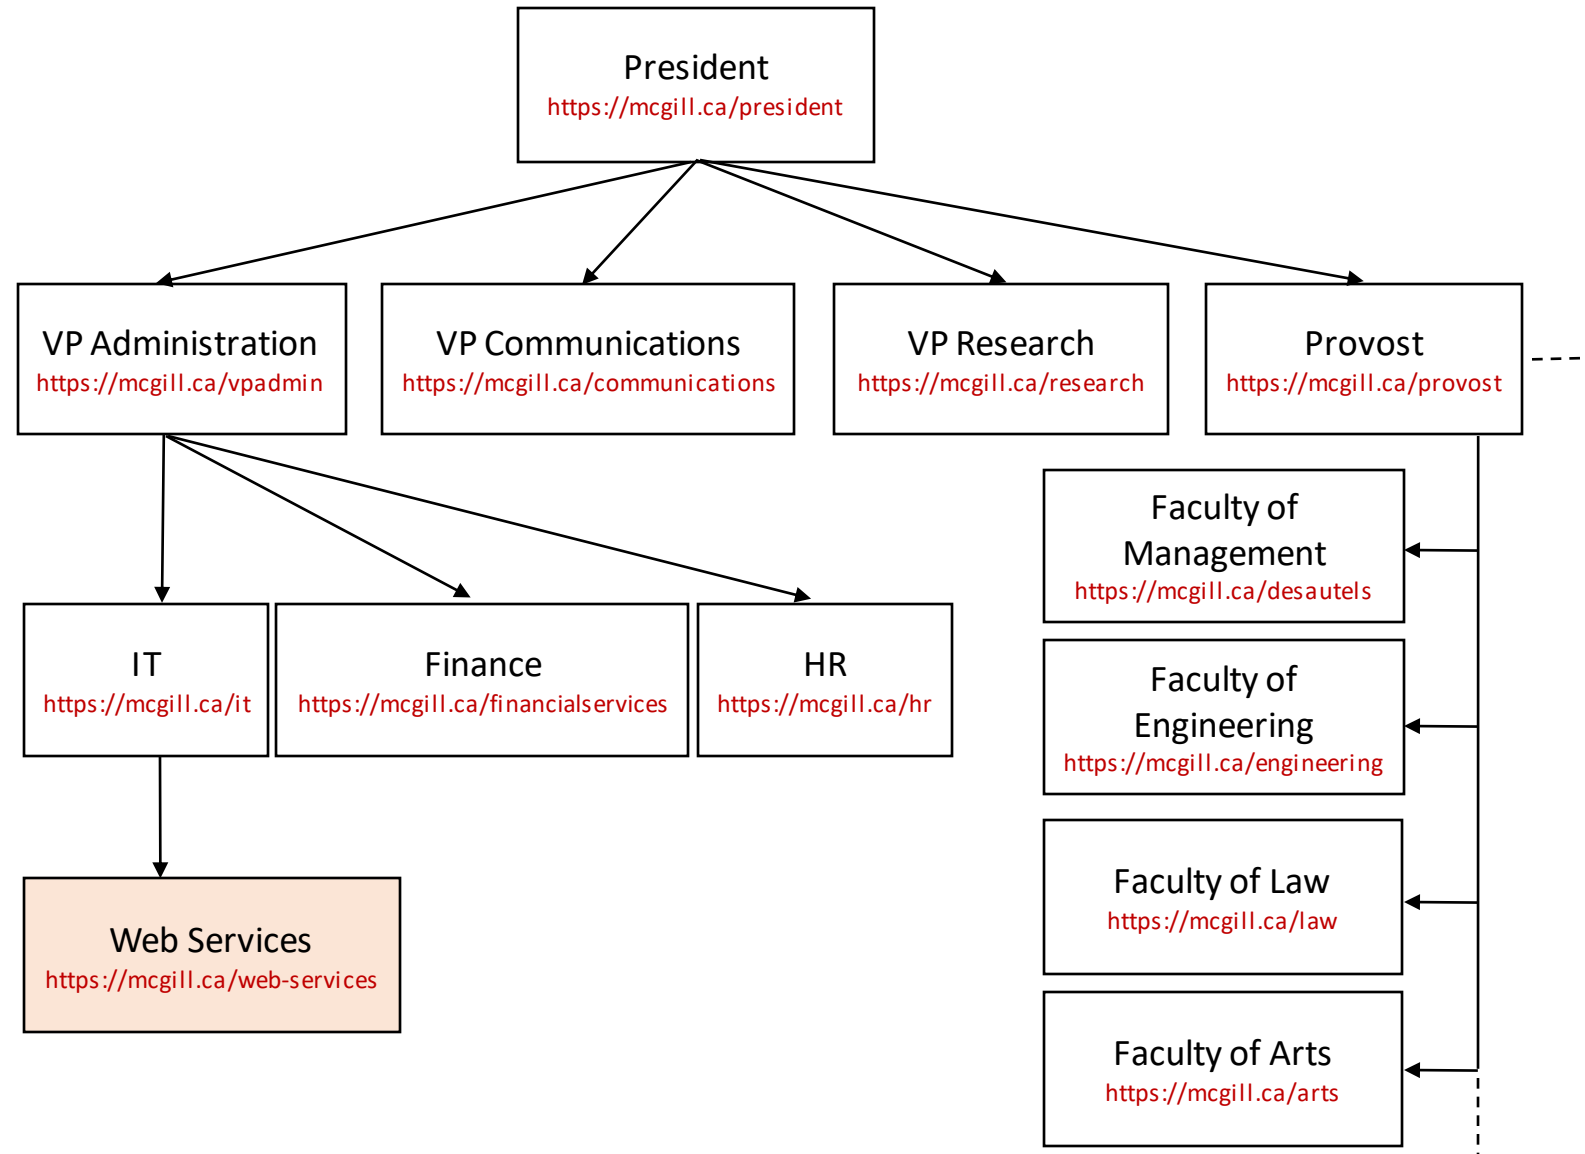 President
https://mcgill.ca/president
VP Administration
https://mcgill.ca/vpadmin
VP Communications
https://mcgill.ca/communications
VP Research
https://mcgill.ca/research
Provost
https://mcgill.ca/provost
Faculty of
Management
https://mcgill.ca/desautels
IT
https://mcgill.ca/it
Finance
https://mcgill.ca/financialservices
HR
https://mcgill.ca/hr
Faculty of
Engineering
https://mcgill.ca/engineering
Faculty of Law
https://mcgill.ca/law
Web Services
https://mcgill.ca/web-services
Faculty of Arts
https://mcgill.ca/arts